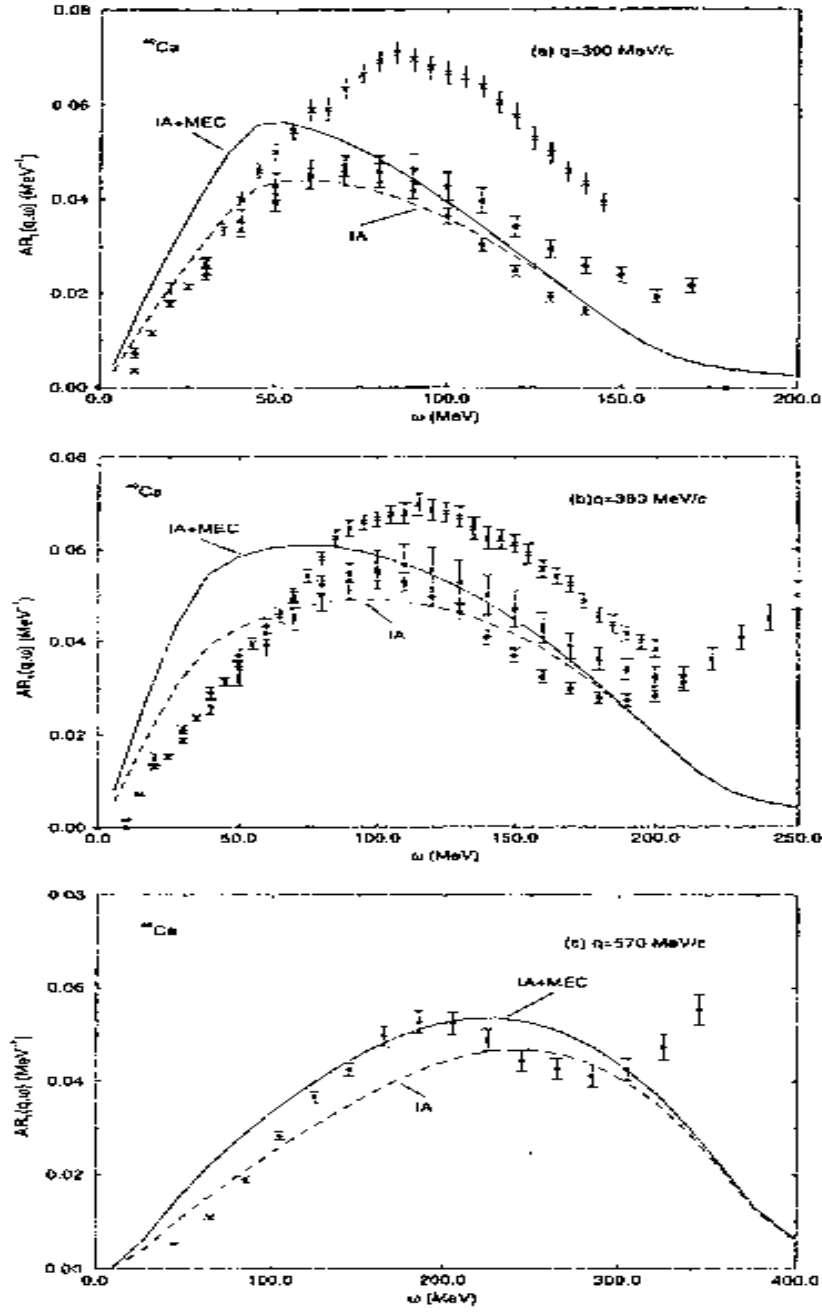 0.08
⁴⁰Ca
(a) q=300 MeV/c
0.06
IA+MEC
AR_t(q,ω) (MeV⁻¹)
0.04
IA
0.02
0.00
0.0 50.0 100.0 150.0 200.0
ω (MeV)
0.08
Ca
(b) q=380 MeV/c
IA+MEC
0.06
AR_t(q,ω) (MeV⁻¹)
0.04
IA
0.02
0.00
0.0 50.0 100.0 150.0 200.0 250.0
ω (MeV)
Ca
(c) q=570 MeV/c
IA+MEC
0.06
AR_t(q,ω) (MeV⁻¹)
0.04
IA
0.02
0.00
0.0 100.0 200.0 300.0 400.0
ω (MeV)